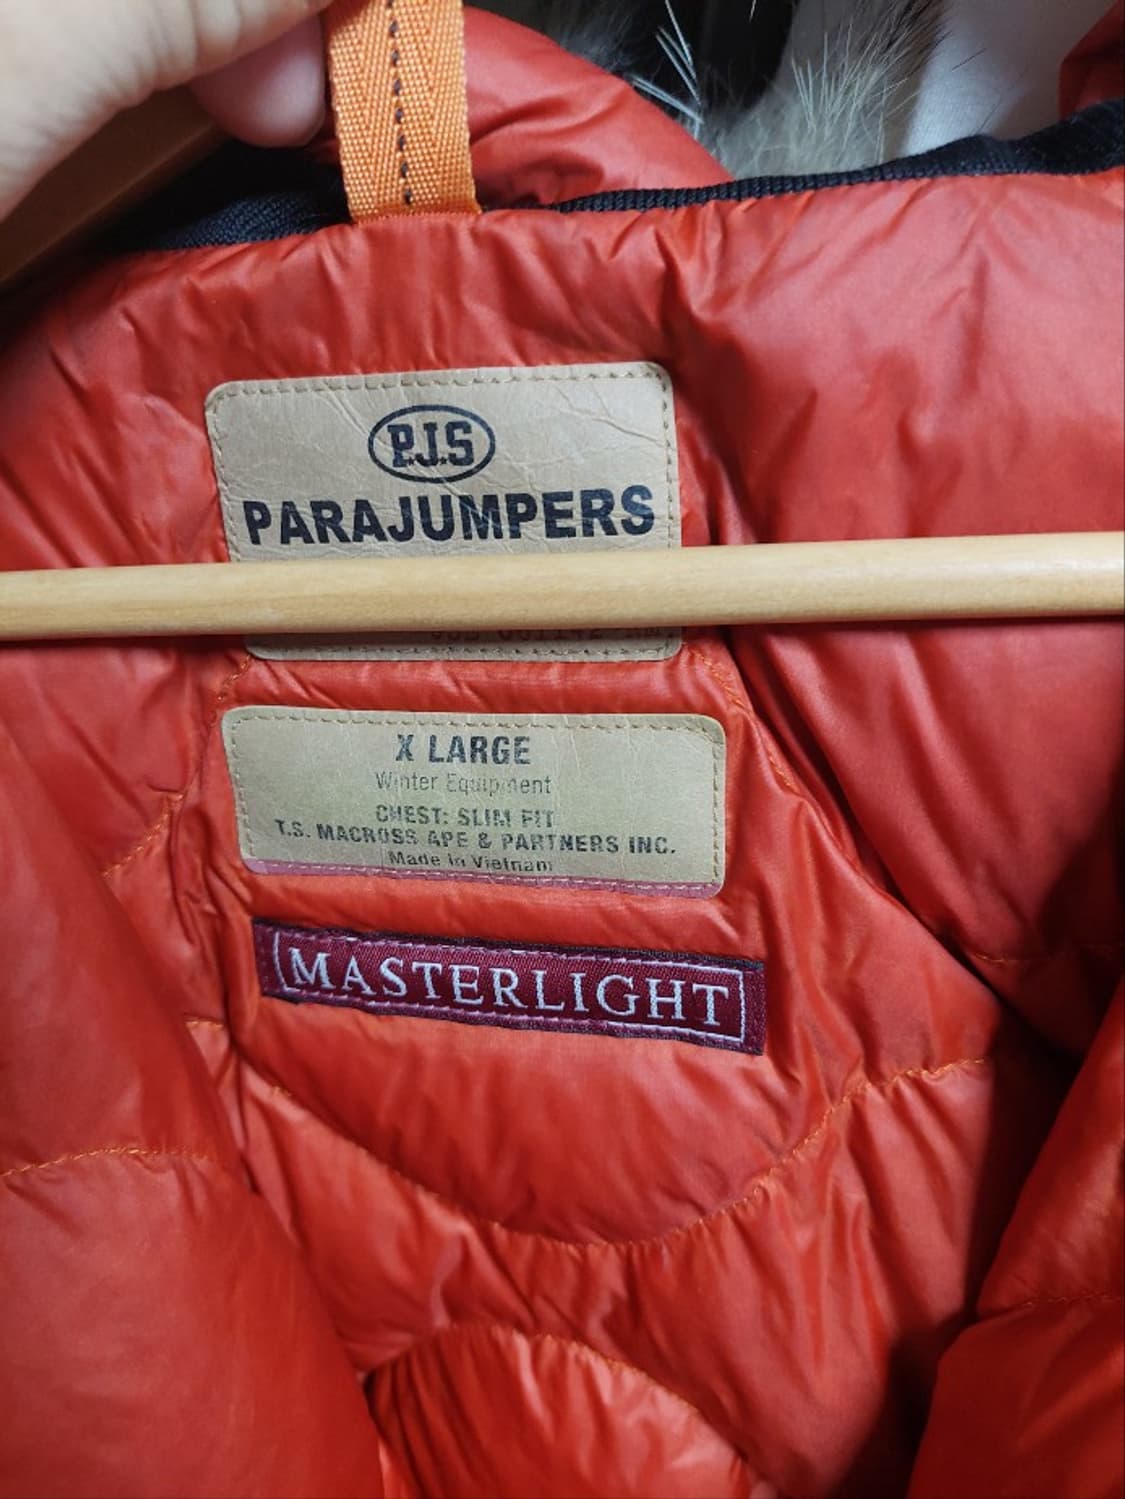 P.J.S
PARAJUMPERS
X LARGE
Winter Equipment
CHEST: SLIM FIT
T.S. MACROSS APE & PARTNERS INC.
Made in Vietnam
MASTERLIGHT